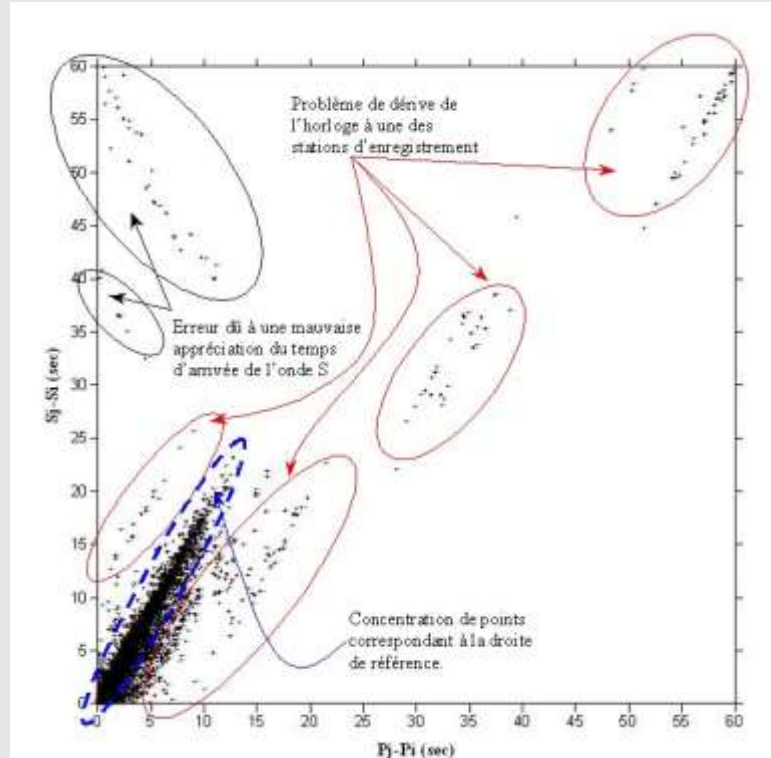 60
55
50
45
40
35
30
25
20
15
10
5
0
Sj-Si (sec)
Problème de dérive de
l'horloge à une des
stations d'enregistrement
Erreur dû à une mauvaise
appréciation du temps
d'arrivée de l'onde S
Concentration de points
correspondant à la droite
de référence.
0 5 10 15 20 25 30 35 40 45 50 55 60
Pj-Pi (sec)